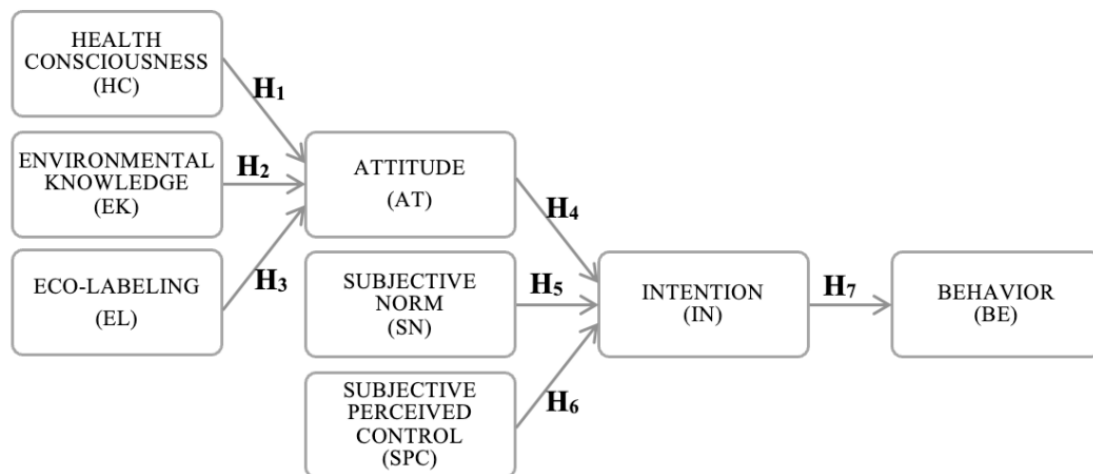 HEALTH
CONSCIOUSNESS
(HC)
H1
ENVIRONMENTAL
KNOWLEDGE
(EK)
H2
ECO-LABELING
(EL)
H3
ATTITUDE
(AT)
H4
SUBJECTIVE
NORM
(SN)
H5
SUBJECTIVE
PERCEIVED
CONTROL
(SPC)
H6
INTENTION
(IN)
H7
BEHAVIOR
(BE)